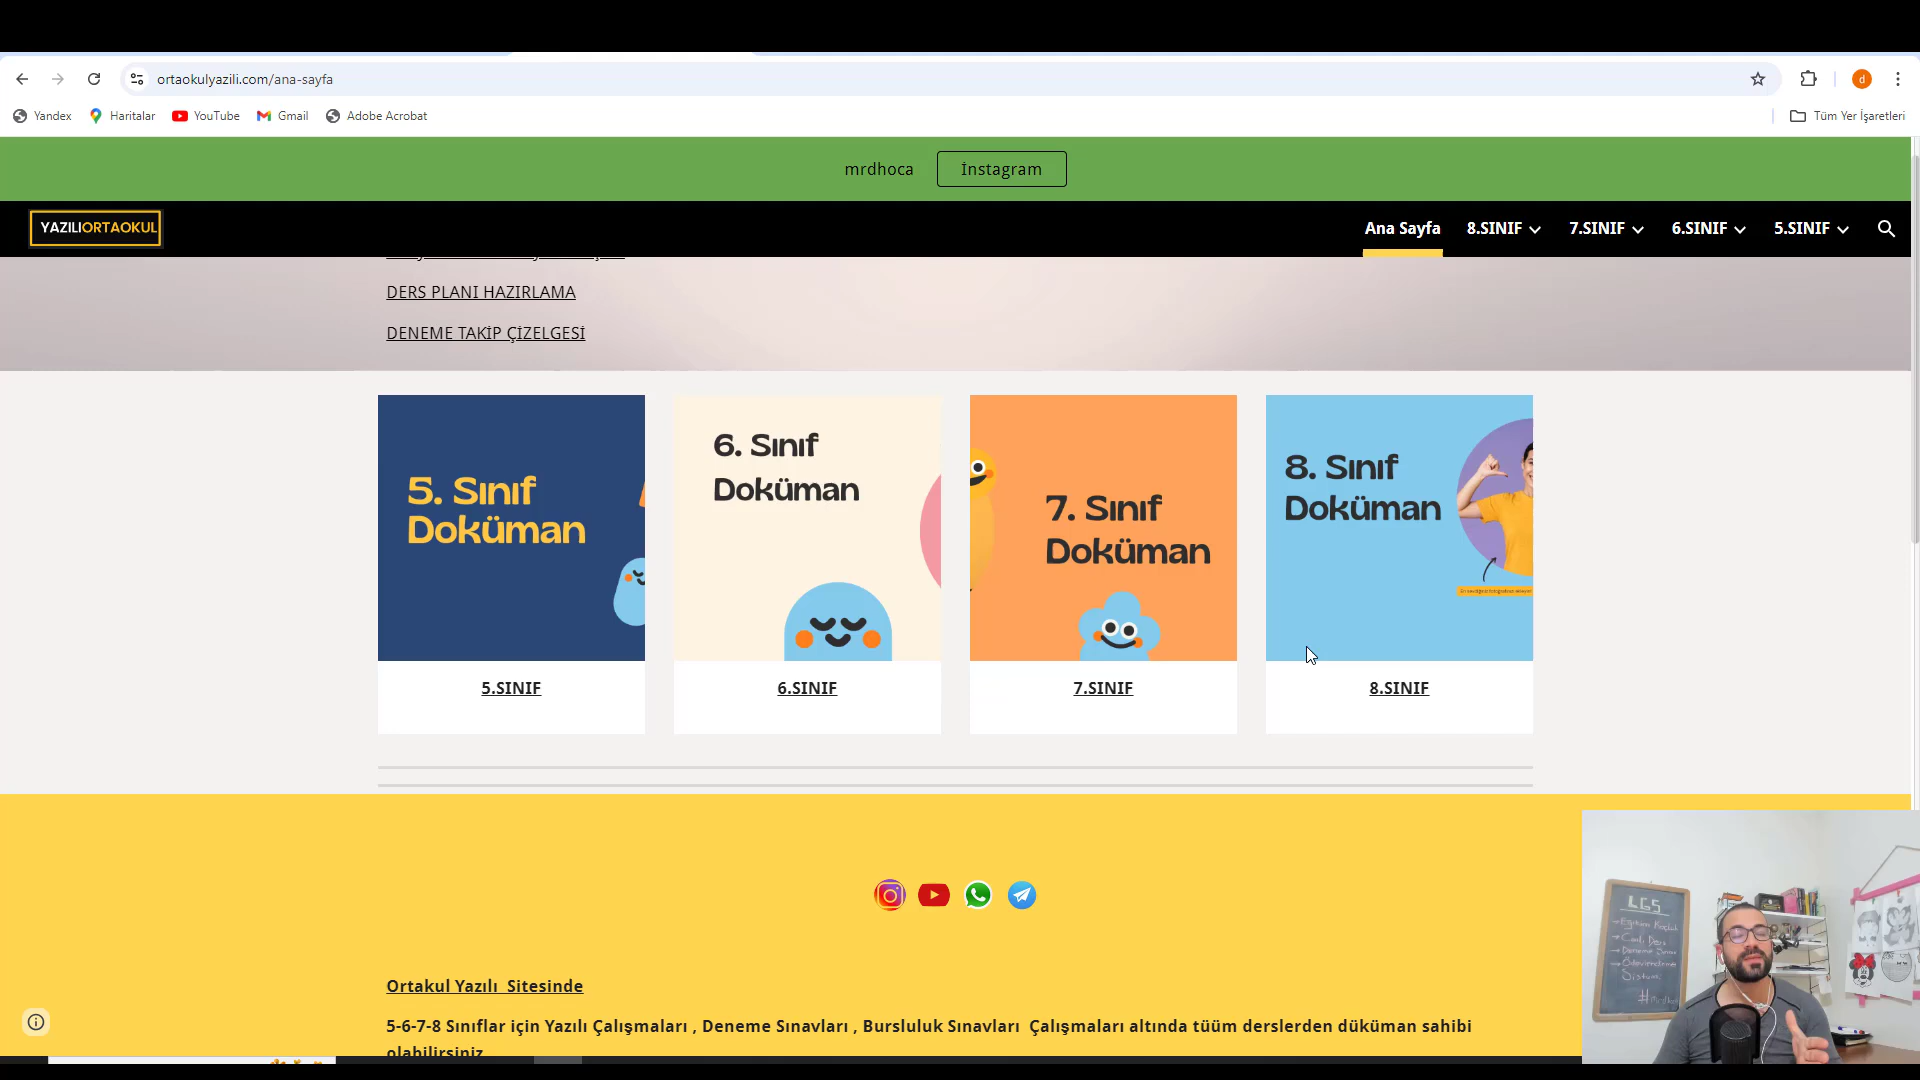 ortaokulyazili.com/ana-sayfa
d
Yandex
Haritalar
YouTube
Gmail
Adobe Acrobat
Tüm Yer İşaretleri
mrdhoca
İnstagram
YAZILIORTAOKUL
Ana Sayfa
8.SINIF
7.SINIF
6.SINIF
5.SINIF
DERS PLANI HAZIRLAMA
DENEME TAKİP ÇİZELGESİ
5. Sınıf
Doküman
6. Sınıf
Doküman
7. Sınıf
Doküman
8. Sınıf
Doküman
5.SINIF
6.SINIF
7.SINIF
8.SINIF
LGS
Ortakul Yazılı  Sitesinde
5-6-7-8 Sınıflar için Yazılı Çalışmaları , Deneme Sınavları , Bursluluk Sınavları  Çalışmaları altında tüüm derslerden düküman sahibi
olabilirsiniz